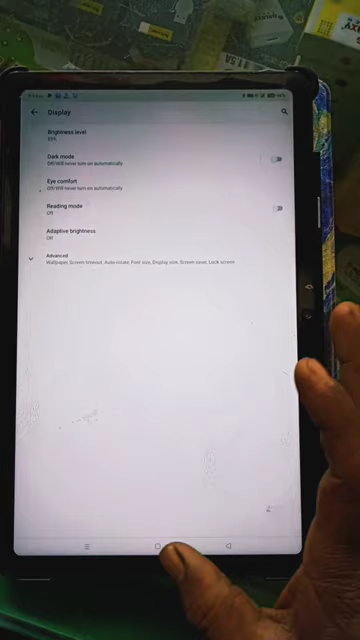 Display
Brightness level
Dark mode
Off/Will never turn on automatically
Eye comfort
Off/Will never turn on automatically
Reading mode
Off
Adaptive brightness
Off
Advanced
Wallpaper, Screen timeout, Auto-rotate, Font size, Display size, Screen saver, Lock screen